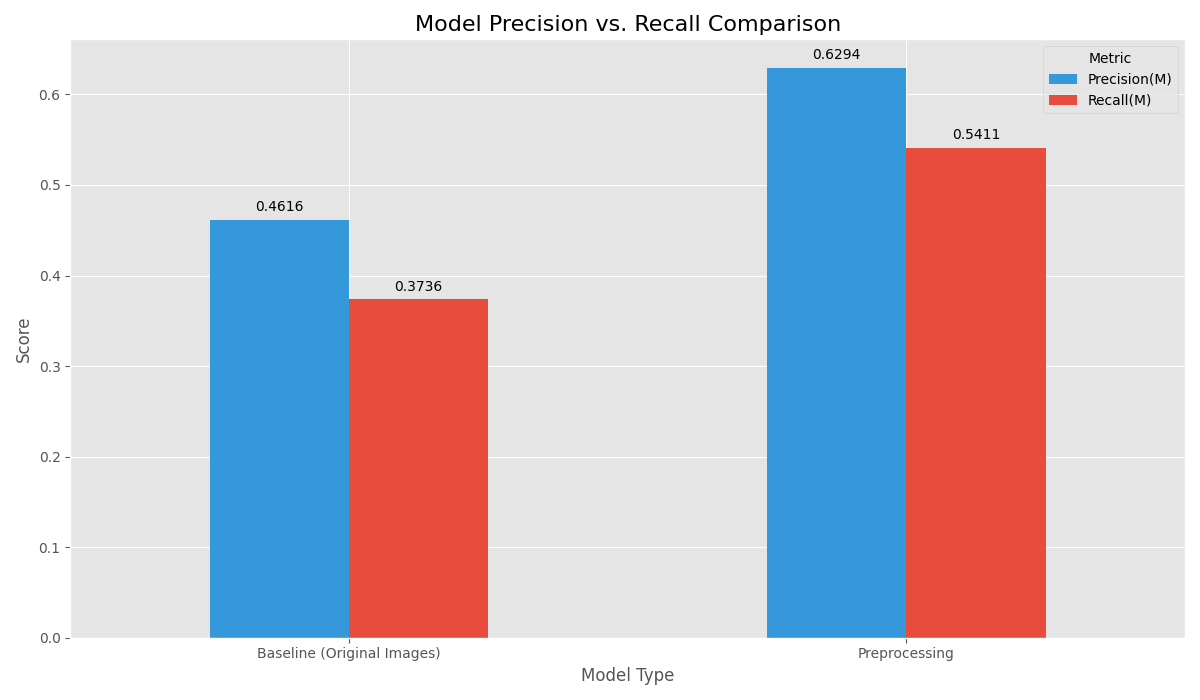 Model Precision vs. Recall Comparison
Metric
Precision(M)
Recall(M)
0.6294
0.5411
0.4616
0.3736
Score
0.6
0.5
0.4
0.3
0.2
0.1
0.0
Baseline (Original Images)
Preprocessing
Model Type